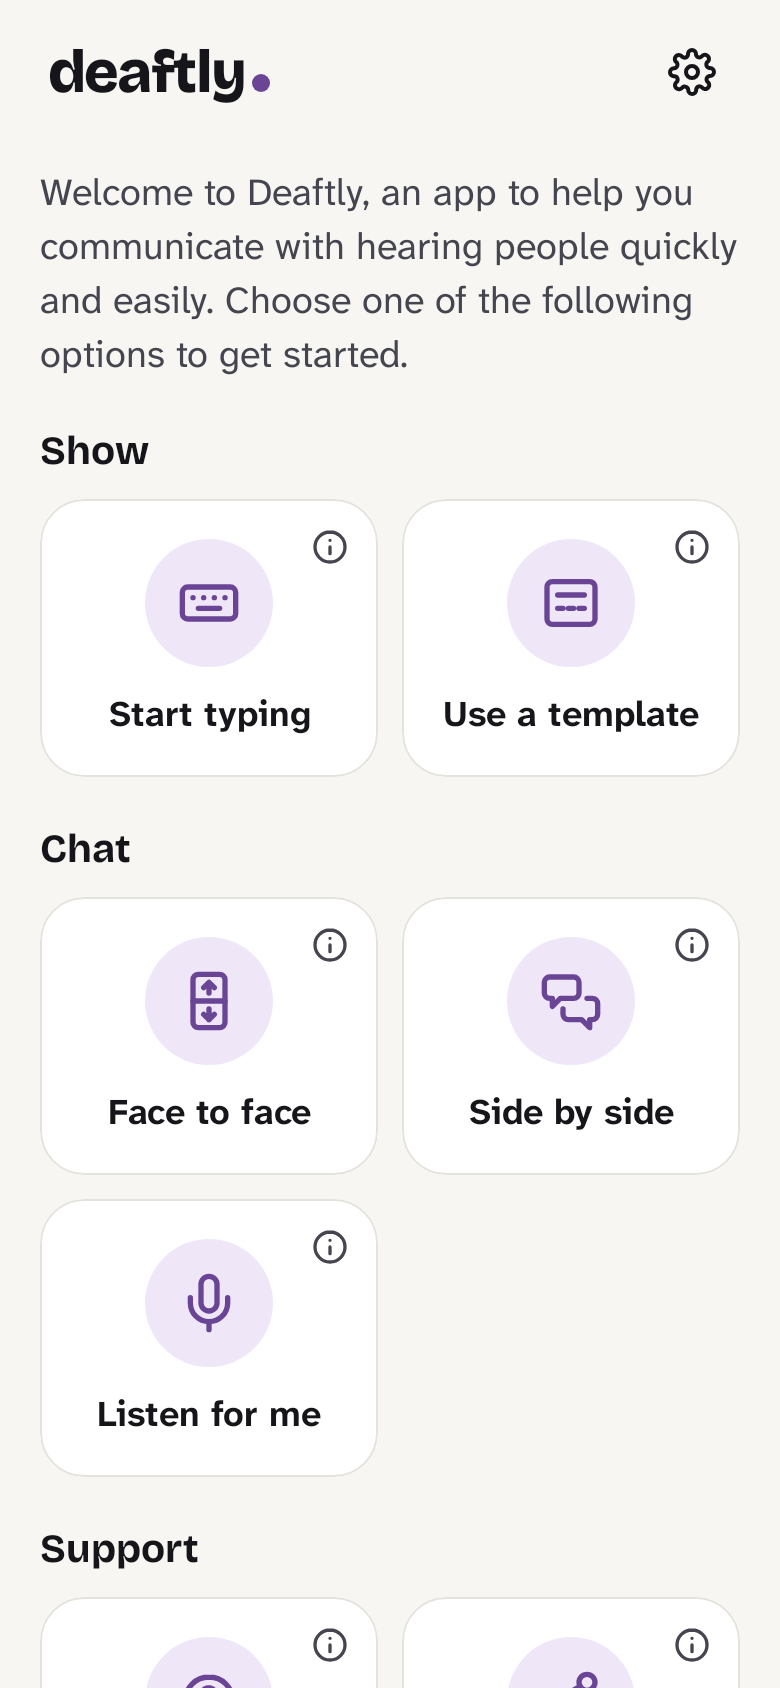 deaftly
Welcome to Deaftly, an app to help you
communicate with hearing people quickly
and easily. Choose one of the following
options to get started.
Show
Start typing
Use a template
Chat
Face to face
Side by side
Listen for me
Support